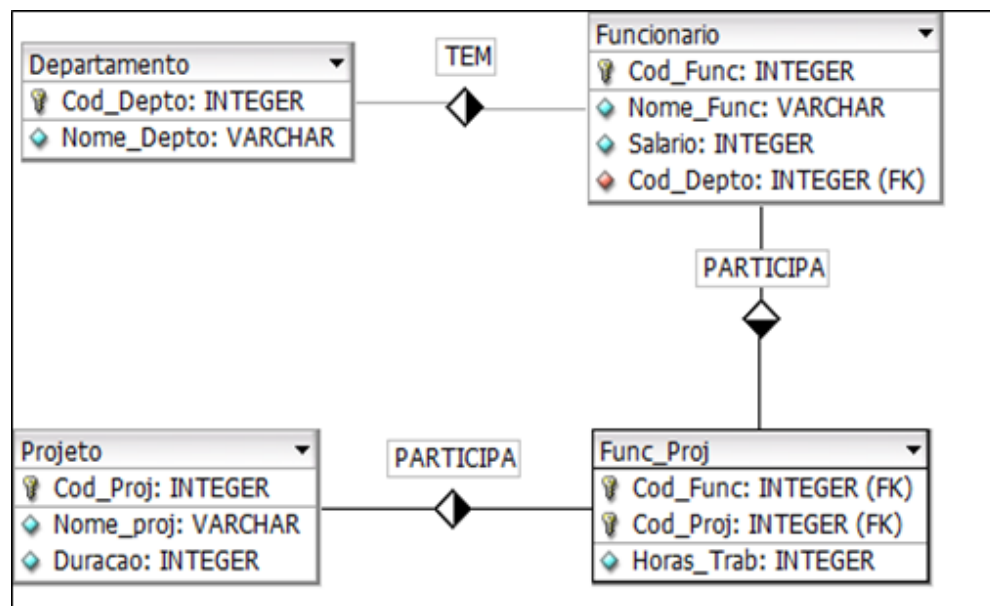 Departamento
Cod_Depto: INTEGER
Nome_Depto: VARCHAR
TEM
Funcionario
Cod_Func: INTEGER
Nome_Func: VARCHAR
Salario: INTEGER
Cod_Depto: INTEGER (FK)
PARTICIPA
Projeto
Cod_Proj: INTEGER
Nome_proj: VARCHAR
Duracao: INTEGER
PARTICIPA
Func_Proj
Cod_Func: INTEGER (FK)
Cod_Proj: INTEGER (FK)
Horas_Trab: INTEGER